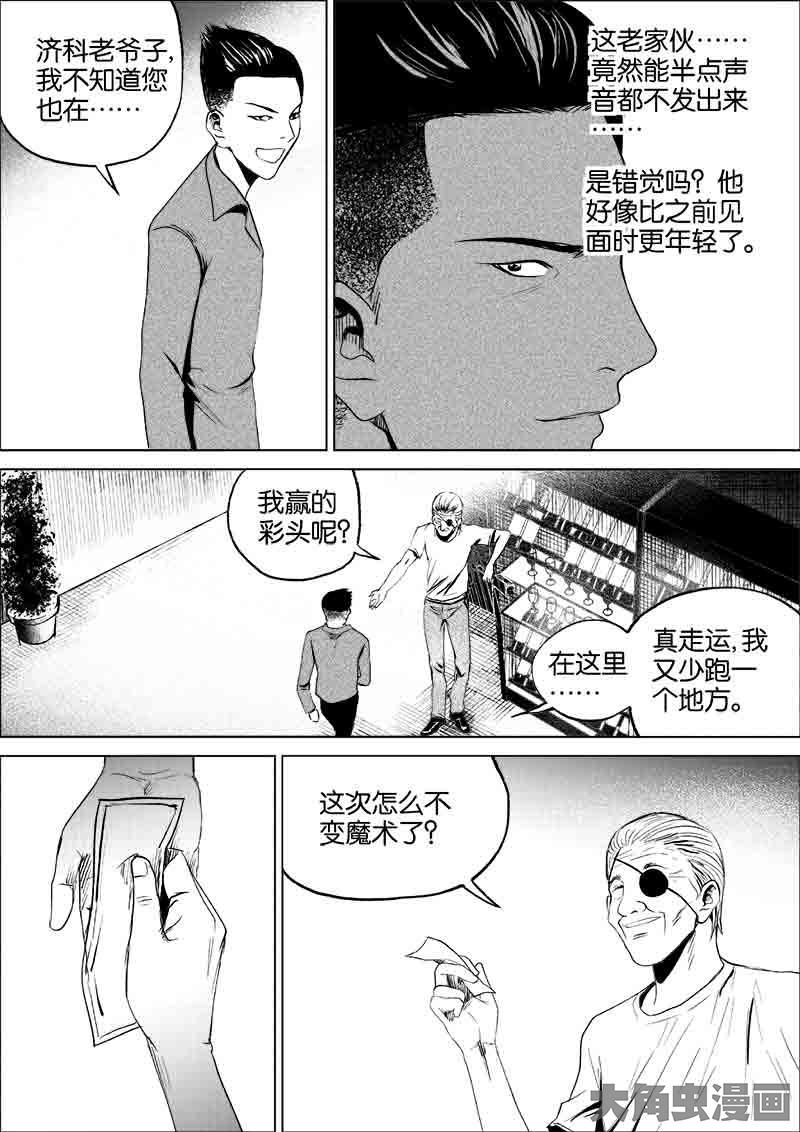 济科老爷子，
我不知道您
也在……
这老家伙……
竟然能半点声
音都不发出来
……
是错觉吗？他
好像比之前见
面时更年轻了。
我赢的
彩头呢？
在这里
……
真走运，我
又少跑一
个地方。
这次怎么不
变魔术了？
大角虫漫画